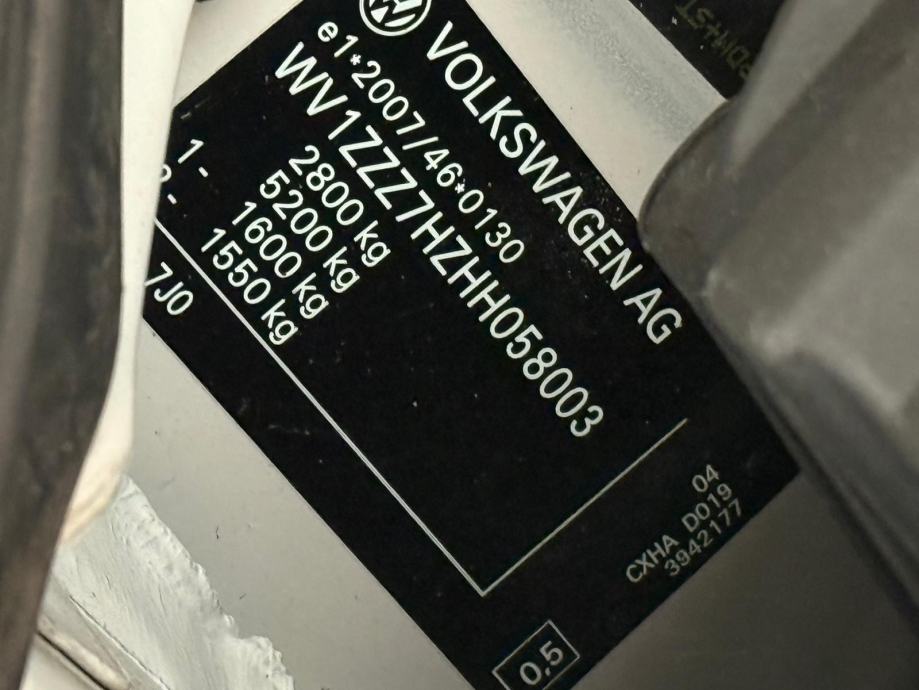 VOLKSWAGEN AG
e1*2007/46*0130
WV1ZZZ7HZHH058003
2800 kg
5200 kg
1- 1600 kg
2- 1550 kg
7J0
04
CXHA D019
3942177
0,5